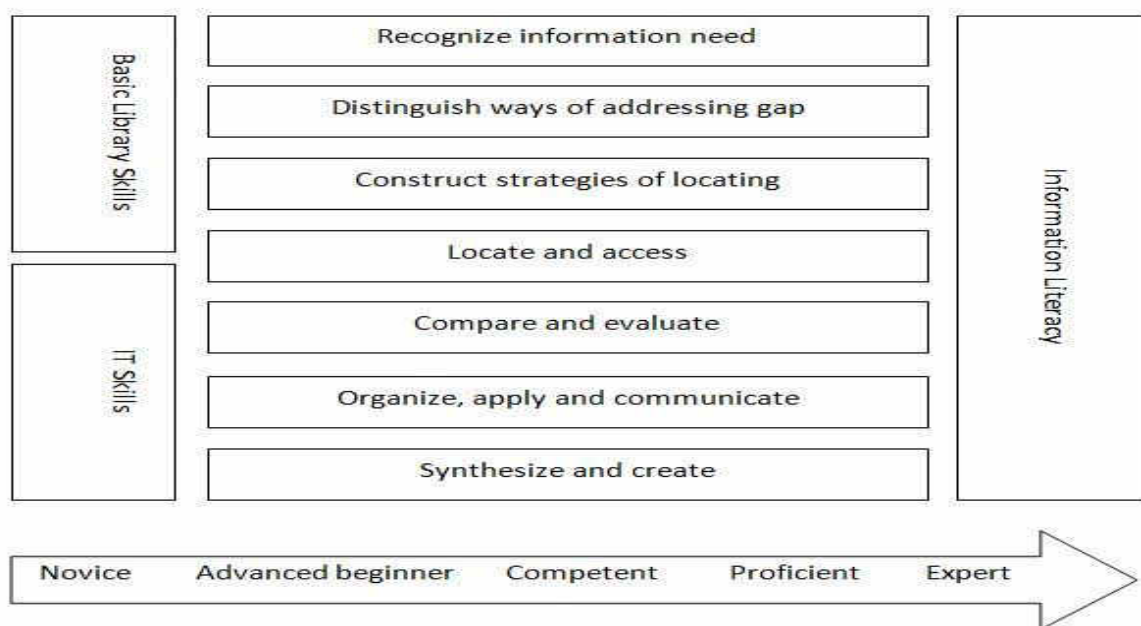 Basic Library Skills
IT Skills
Recognize information need
Distinguish ways of addressing gap
Construct strategies of locating
Locate and access
Compare and evaluate
Organize, apply and communicate
Synthesize and create
Information Literacy
Novice Advanced beginner Competent Proficient Expert